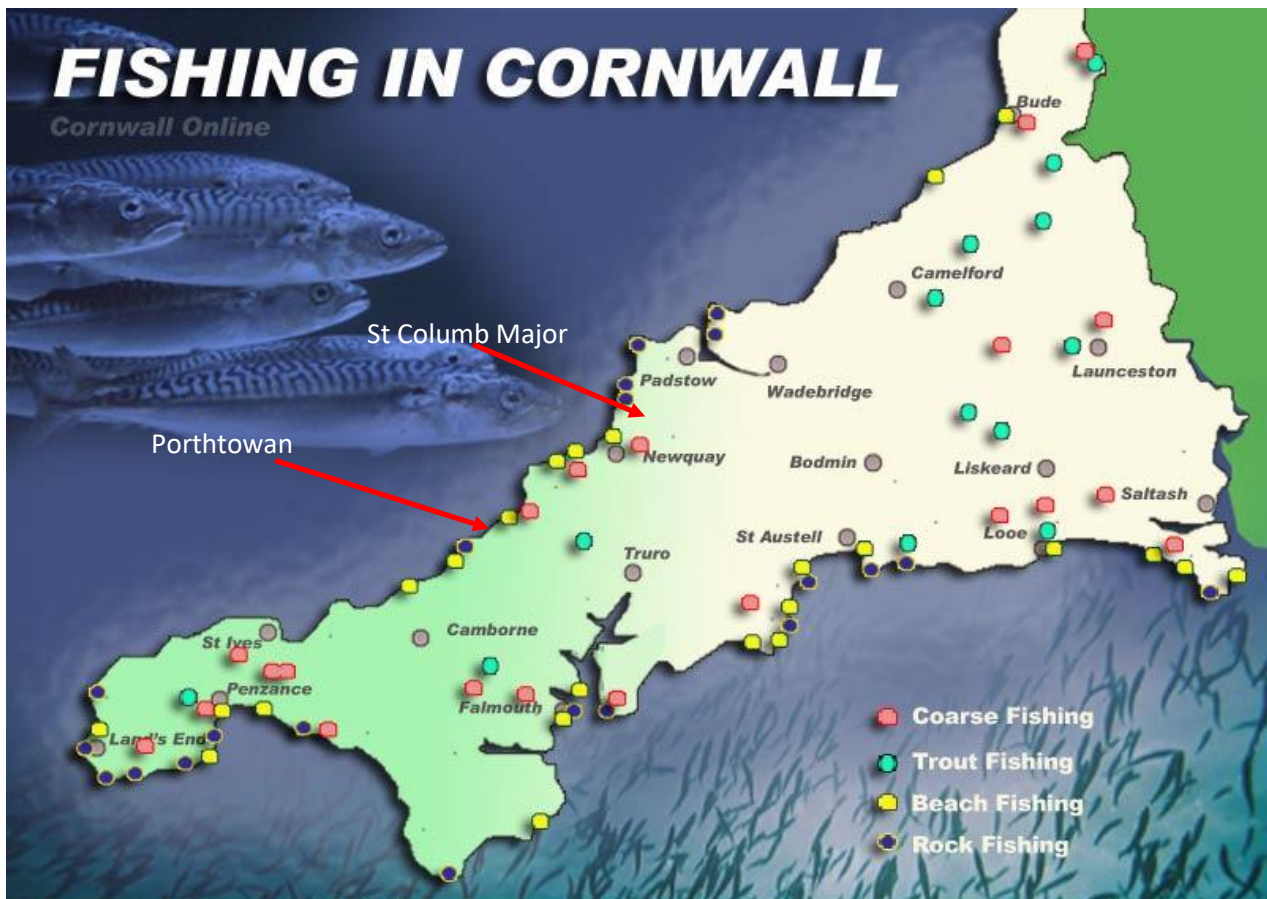 FISHING IN CORNWALL
Cornwall Online
Bude
Camelford
St Columb Major
Padstow
Wadebridge
Launceston
Porthtowan
Newquay
Bodmin
Liskeard
Saltash
St Austell
Looe
Truro
Camborne
St Ives
Penzance
Falmouth
Land's End
Coarse Fishing
Trout Fishing
Beach Fishing
Rock Fishing